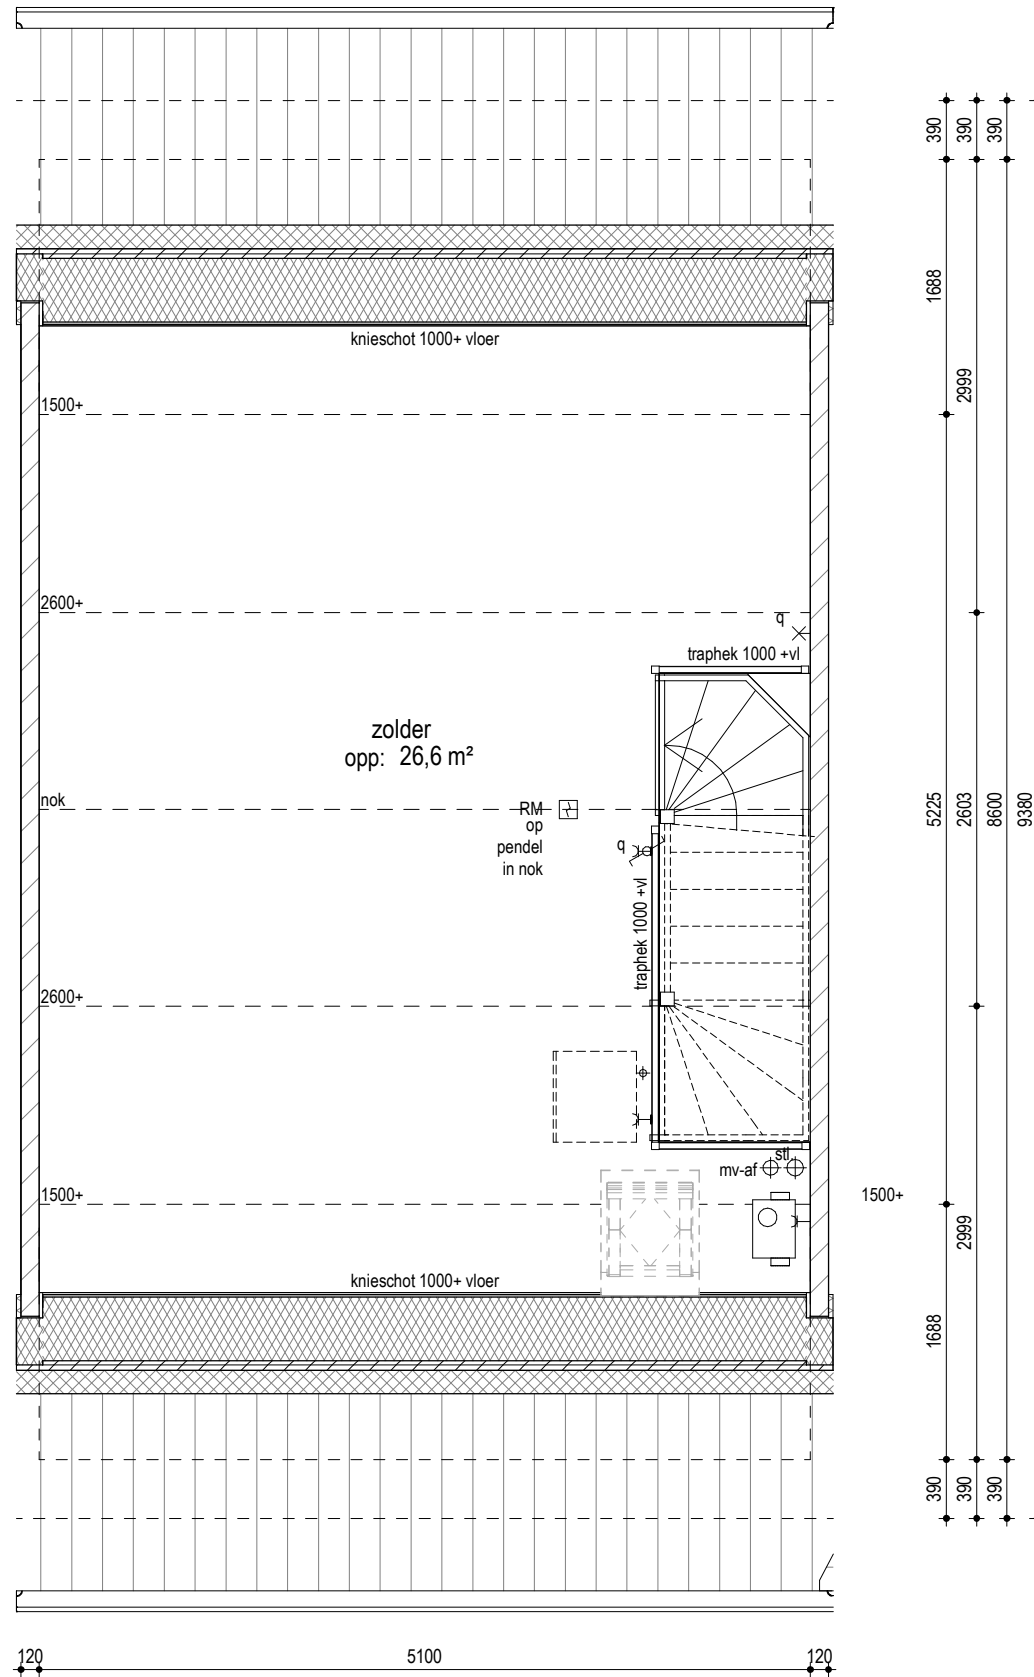 390
390
390
1688
knieschot 1000+ vloer
2999
1500+
2600+
q
traphek 1000 +vl
zolder
opp: 26,6 m²
nok
RM
op
pendel
in nok
q
traphek 1000 +vl
5225
2603
8600
9380
2600+
stl
mv-af
1500+
1500+
2999
knieschot 1000+ vloer
1688
390
390
390
120
5100
120